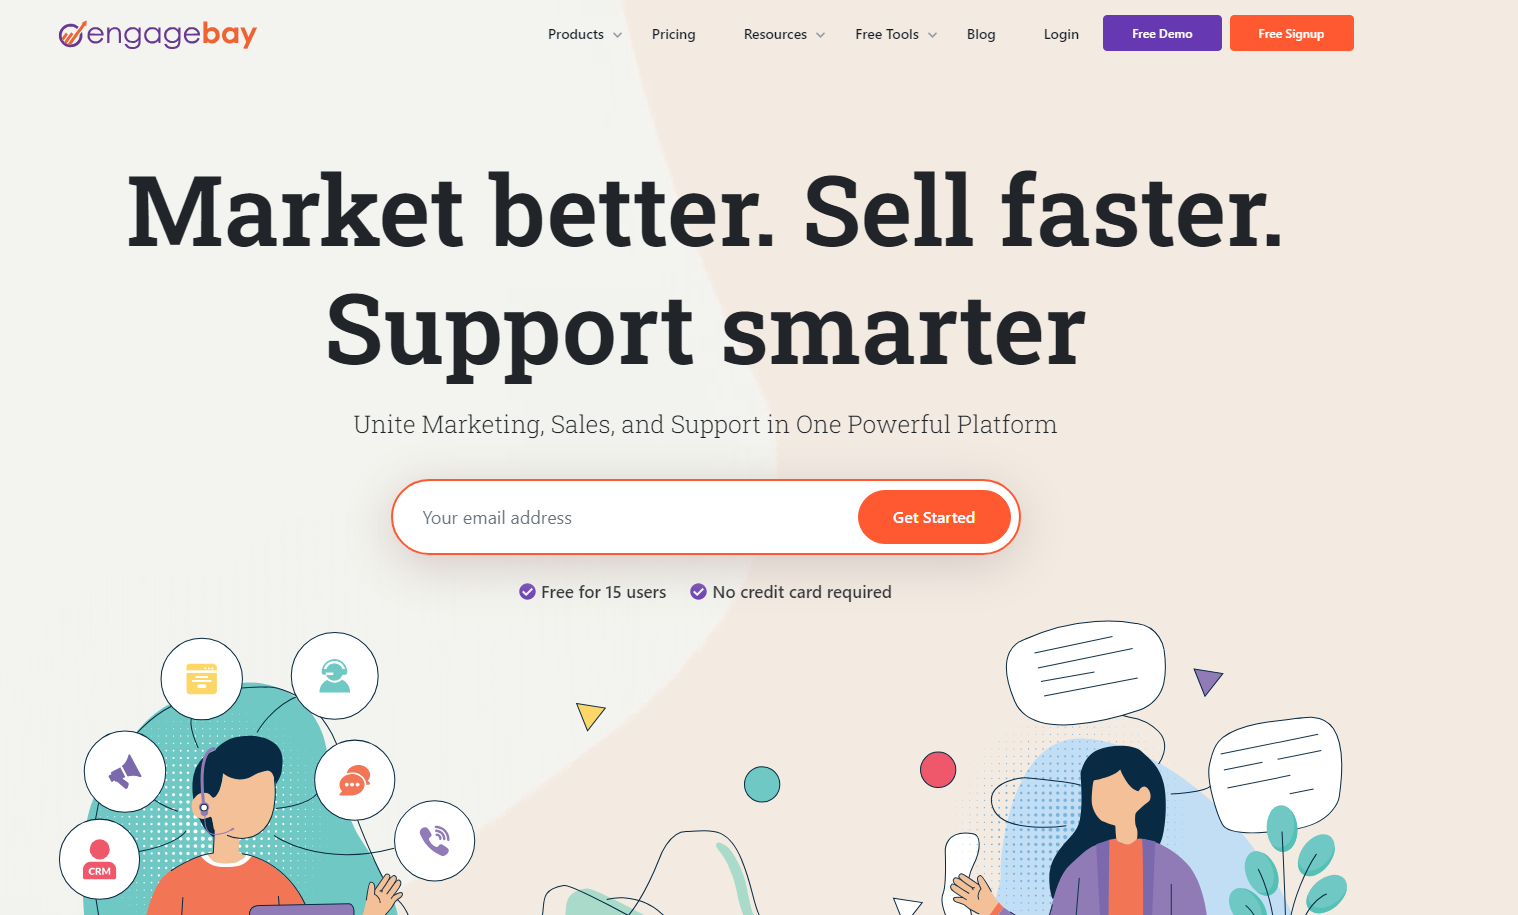 engagebay
Products Pricing Resources Free Tools Blog Login Free Demo Free Signup
Market better. Sell faster.
Support smarter
Unite Marketing, Sales, and Support in One Powerful Platform
Your email address Get Started
Free for 15 users No credit card required
CRM